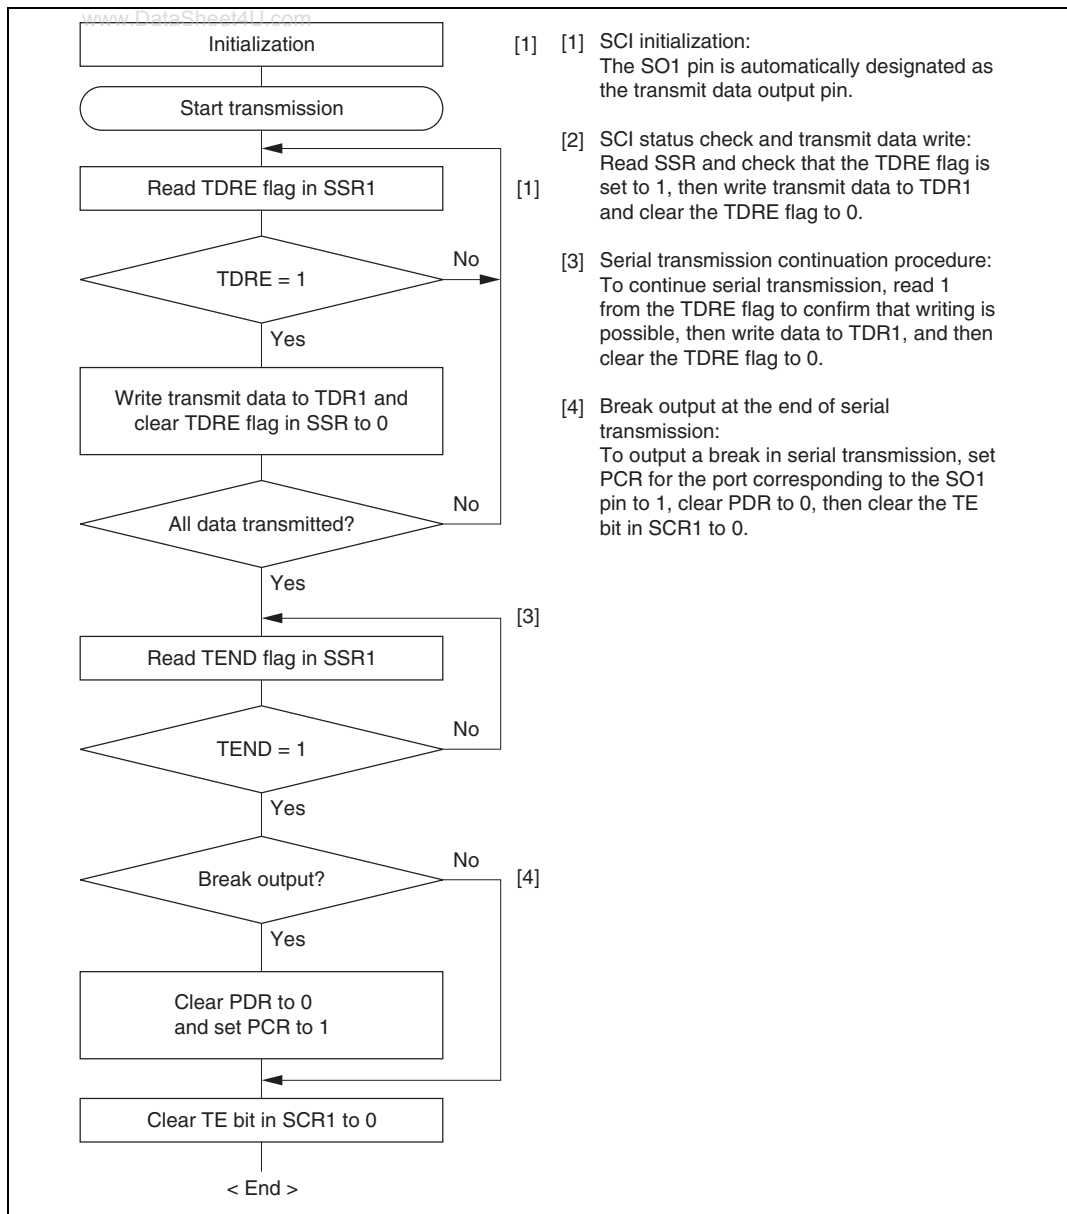 www.DataSheet4U.com
Initialization
[1]
Start transmission
Read TDRE flag in SSR1
[1]
TDRE = 1
No
Yes
Write transmit data to TDR1 and
clear TDRE flag in SSR to 0
All data transmitted?
No
Yes
[3]
Read TEND flag in SSR1
TEND = 1
No
Yes
Break output?
No
[4]
Yes
Clear PDR to 0
and set PCR to 1
Clear TE bit in SCR1 to 0
< End >
[1] SCI initialization:
The SO1 pin is automatically designated as
the transmit data output pin.
[2] SCI status check and transmit data write:
Read SSR and check that the TDRE flag is
set to 1, then write transmit data to TDR1
and clear the TDRE flag to 0.
[3] Serial transmission continuation procedure:
To continue serial transmission, read 1
from the TDRE flag to confirm that writing is
possible, then write data to TDR1, and then
clear the TDRE flag to 0.
[4] Break output at the end of serial
transmission:
To output a break in serial transmission, set
PCR for the port corresponding to the SO1
pin to 1, clear PDR to 0, then clear the TE
bit in SCR1 to 0.